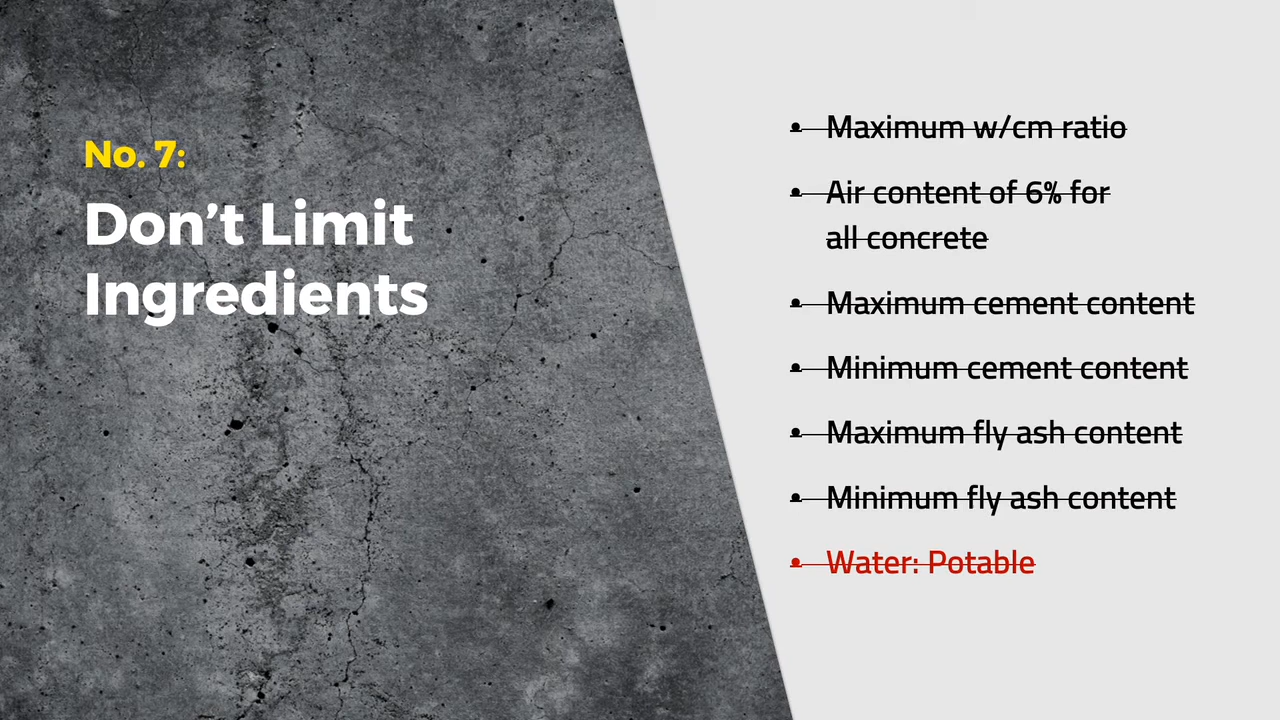 No. 7:
Don’t Limit
Ingredients
• Maximum w/cm ratio
• Air content of 6% for
all concrete
• Maximum cement content
• Minimum cement content
• Maximum fly ash content
• Minimum fly ash content
• Water: Potable